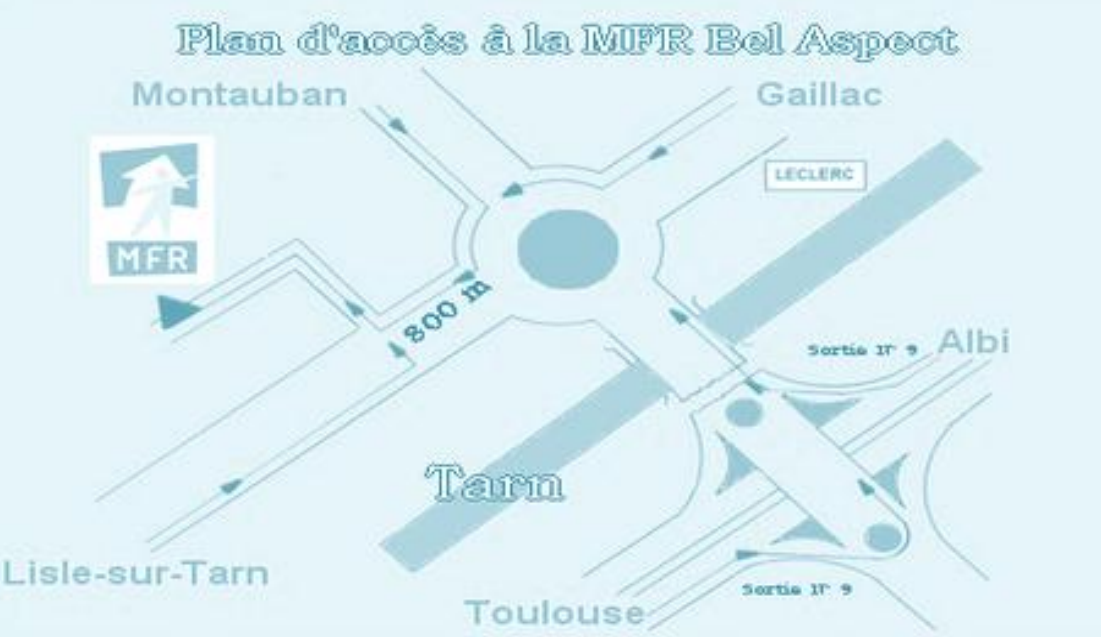 Plan d'accès à la MFR Bel Aspect
Montauban
Gaillac
LECLERC
MFR
800 m
Sortie N° 9
Albi
Tarn
Lisle-sur-Tarn
Sortie N° 9
Toulouse